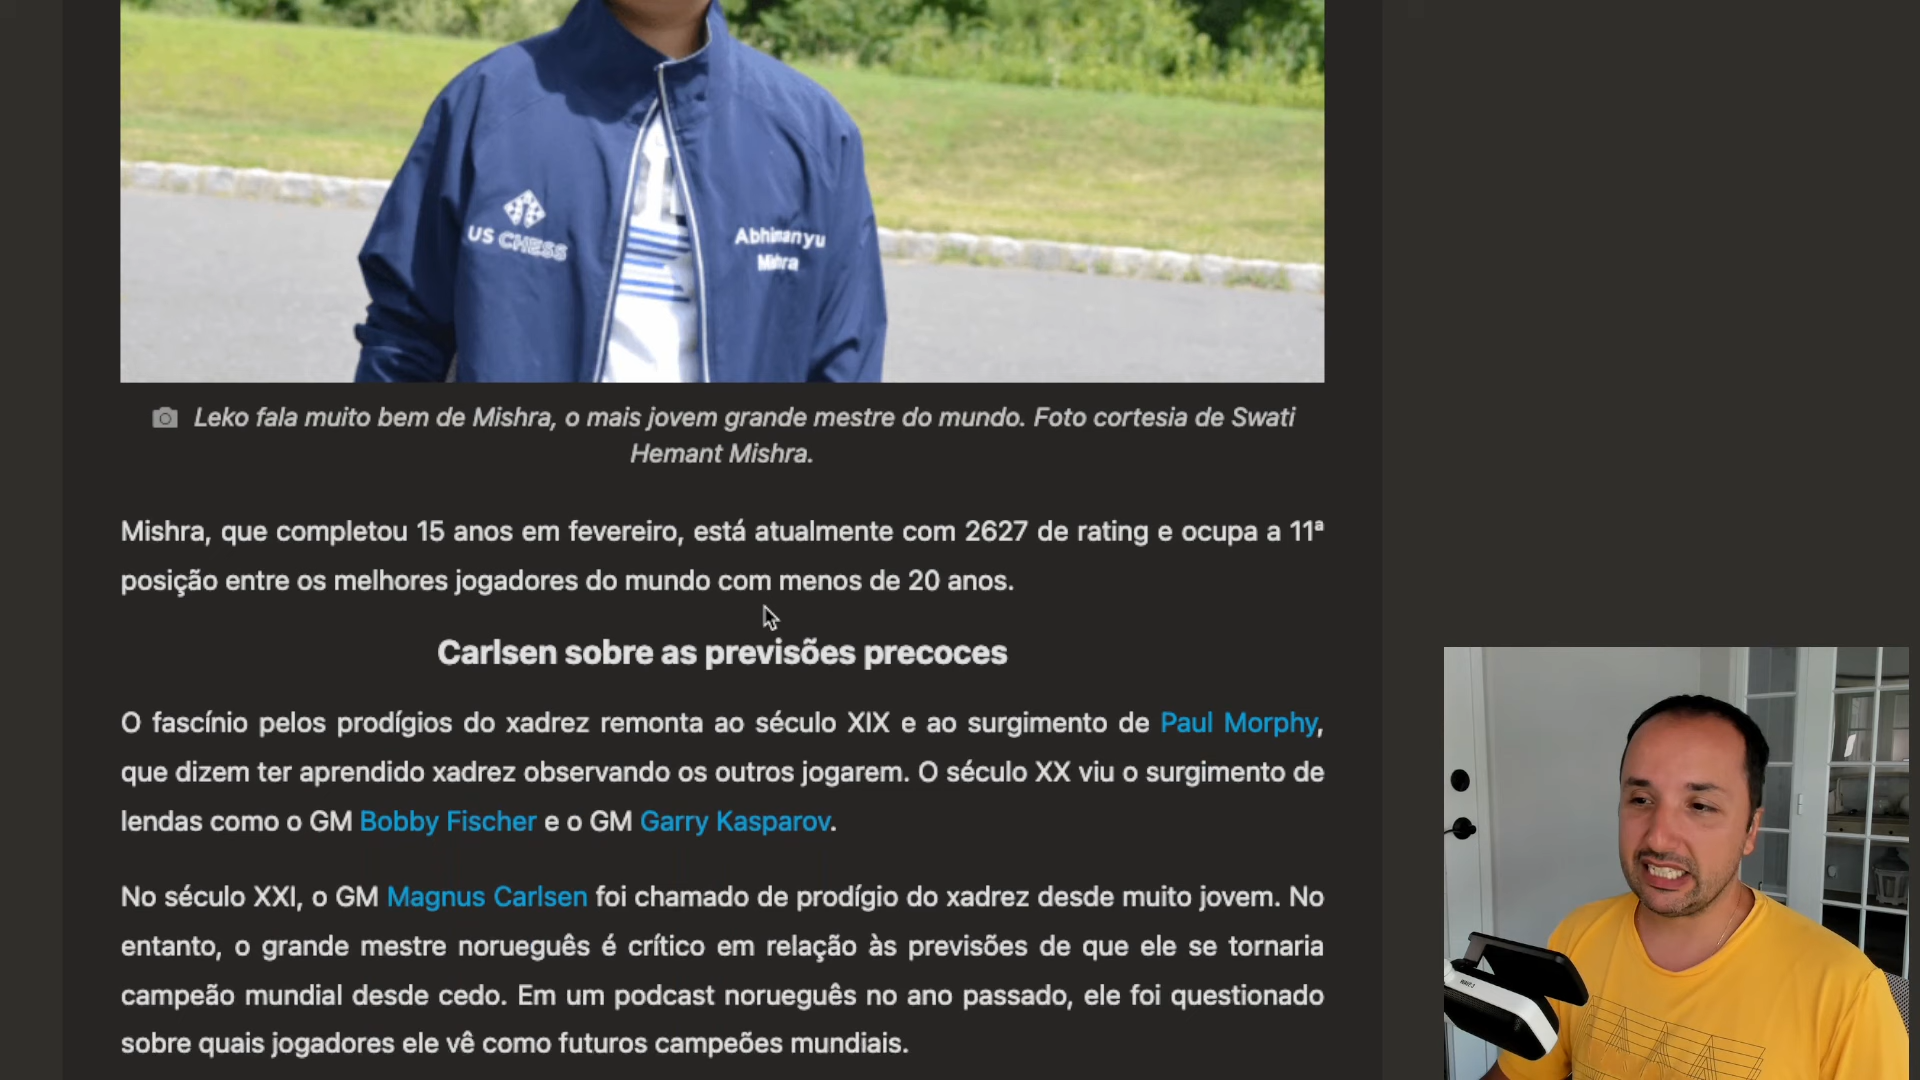 US CHESS
Abhimanyu
Mishra
Leko fala muito bem de Mishra, o mais jovem grande mestre do mundo. Foto cortesia de Swati
Hemant Mishra.
Mishra, que completou 15 anos em fevereiro, está atualmente com 2627 de rating e ocupa a 11ª
posição entre os melhores jogadores do mundo com menos de 20 anos.
Carlsen sobre as previsões precoces
O fascínio pelos prodígios do xadrez remonta ao século XIX e ao surgimento de Paul Morphy,
que dizem ter aprendido xadrez observando os outros jogarem. O século XX viu o surgimento de
lendas como o GM Bobby Fischer e o GM Garry Kasparov.
No século XXI, o GM Magnus Carlsen foi chamado de prodígio do xadrez desde muito jovem. No
entanto, o grande mestre norueguês é crítico em relação às previsões de que ele se tornaria
campeão mundial desde cedo. Em um podcast norueguês no ano passado, ele foi questionado
sobre quais jogadores ele vê como futuros campeões mundiais.